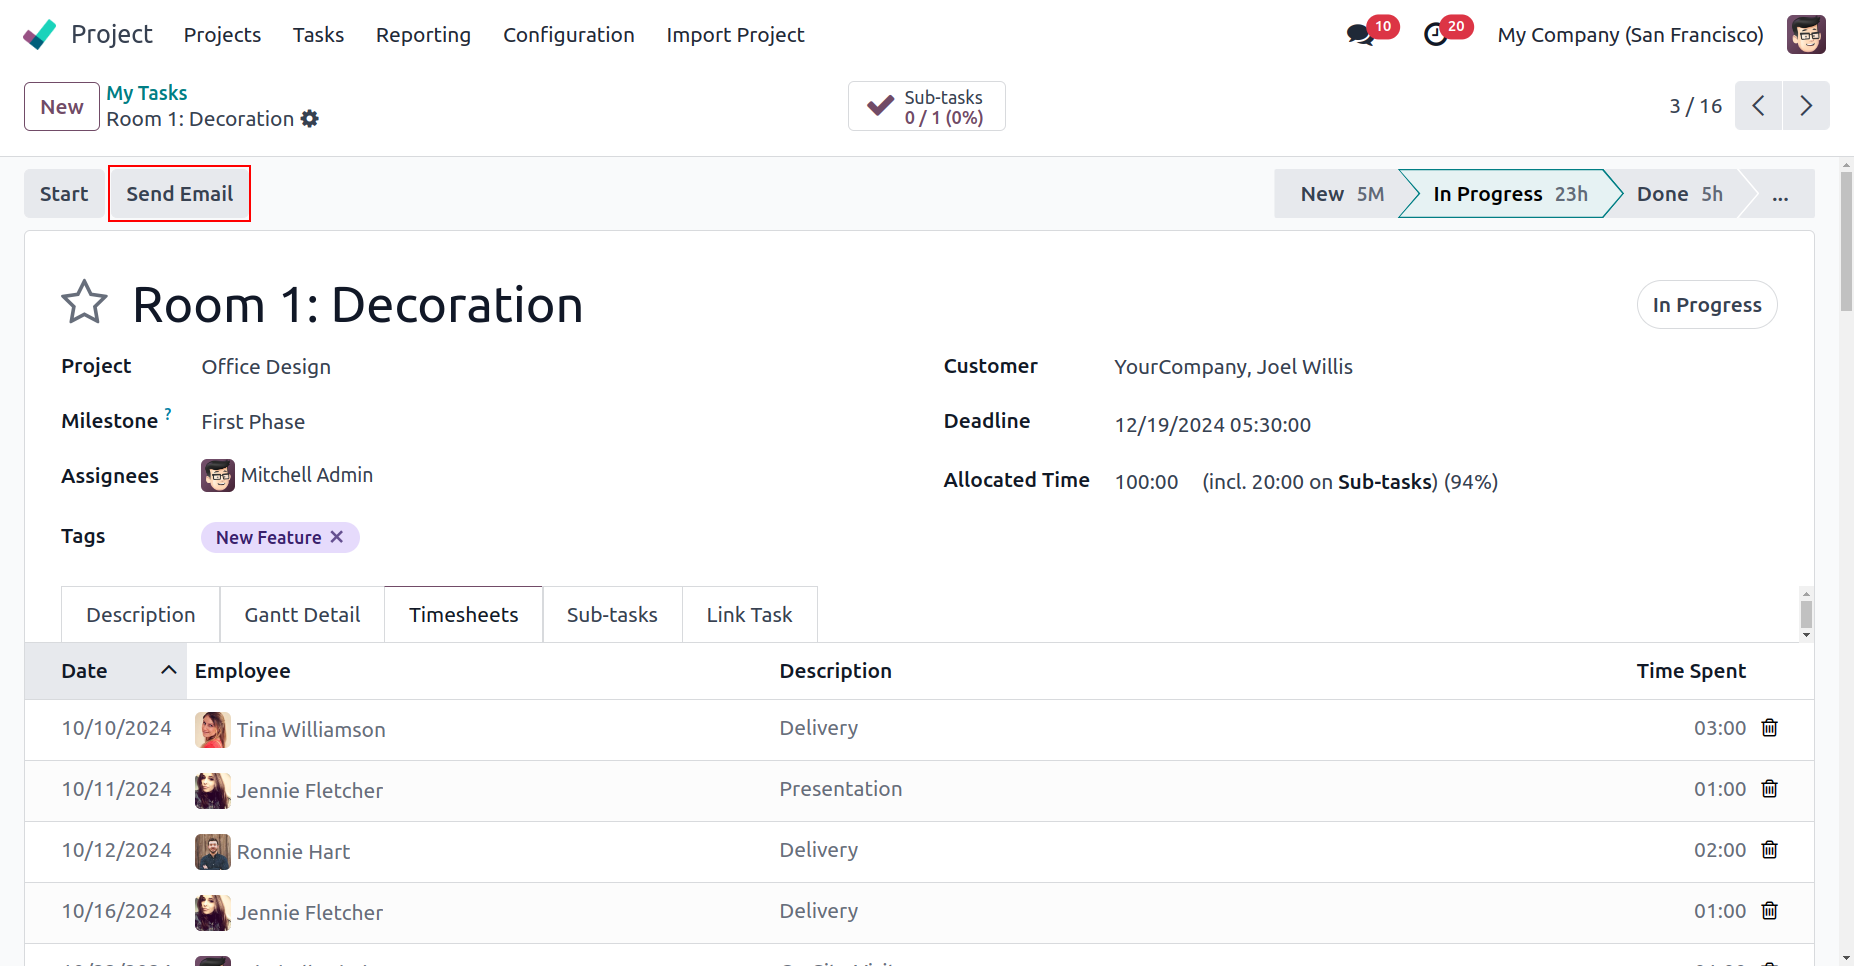 Project Projects Tasks Reporting Configuration Import Project 10 20 My Company (San Francisco)
New My Tasks Sub-tasks
Room 1: Decoration 0 / 1 (0%) 3 / 16
Start Send Email New 5M In Progress 23h Done 5h ...
Room 1: Decoration In Progress
Project Office Design Customer YourCompany, Joel Willis
Milestone ? First Phase Deadline 12/19/2024 05:30:00
Assignees Mitchell Admin Allocated Time 100:00 (incl. 20:00 on Sub-tasks) (94%)
Tags New Feature ✕
Description Gantt Detail Timesheets Sub-tasks Link Task
Date Employee Description Time Spent
10/10/2024 Tina Williamson Delivery 03:00
10/11/2024 Jennie Fletcher Presentation 01:00
10/12/2024 Ronnie Hart Delivery 02:00
10/16/2024 Jennie Fletcher Delivery 01:00